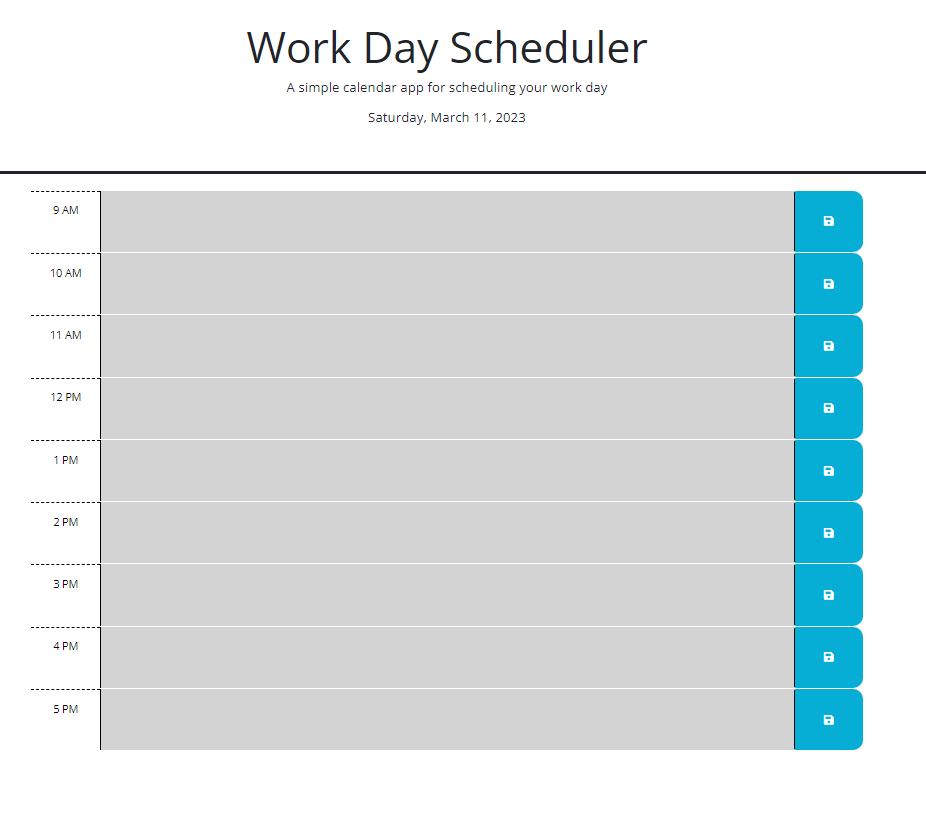 Work Day Scheduler
A simple calendar app for scheduling your work day
Saturday, March 11, 2023
9 AM
10 AM
11 AM
12 PM
1 PM
2 PM
3 PM
4 PM
5 PM